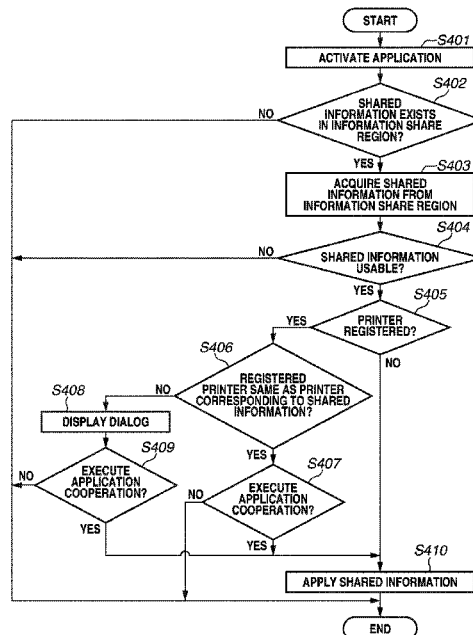 START
S401
ACTIVATE APPLICATION
S402
SHARED
INFORMATION EXISTS
IN INFORMATION SHARE
REGION?
NO
YES
S403
ACQUIRE SHARED
INFORMATION FROM
INFORMATION SHARE REGION
S404
SHARED INFORMATION
USABLE?
NO
YES
S405
PRINTER
REGISTERED?
YES
NO
S406
REGISTERED
PRINTER SAME AS PRINTER
CORRESPONDING TO SHARED
INFORMATION?
NO
YES
S408
DISPLAY DIALOG
S409
EXECUTE
APPLICATION
COOPERATION?
NO
YES
S407
EXECUTE
APPLICATION
COOPERATION?
NO
YES
S410
APPLY SHARED INFORMATION
END